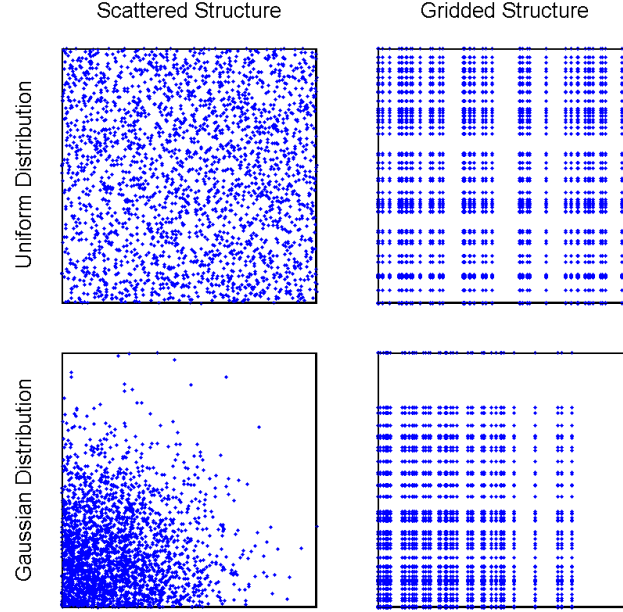 Scattered Structure
Gridded Structure
Uniform Distribution
Gaussian Distribution